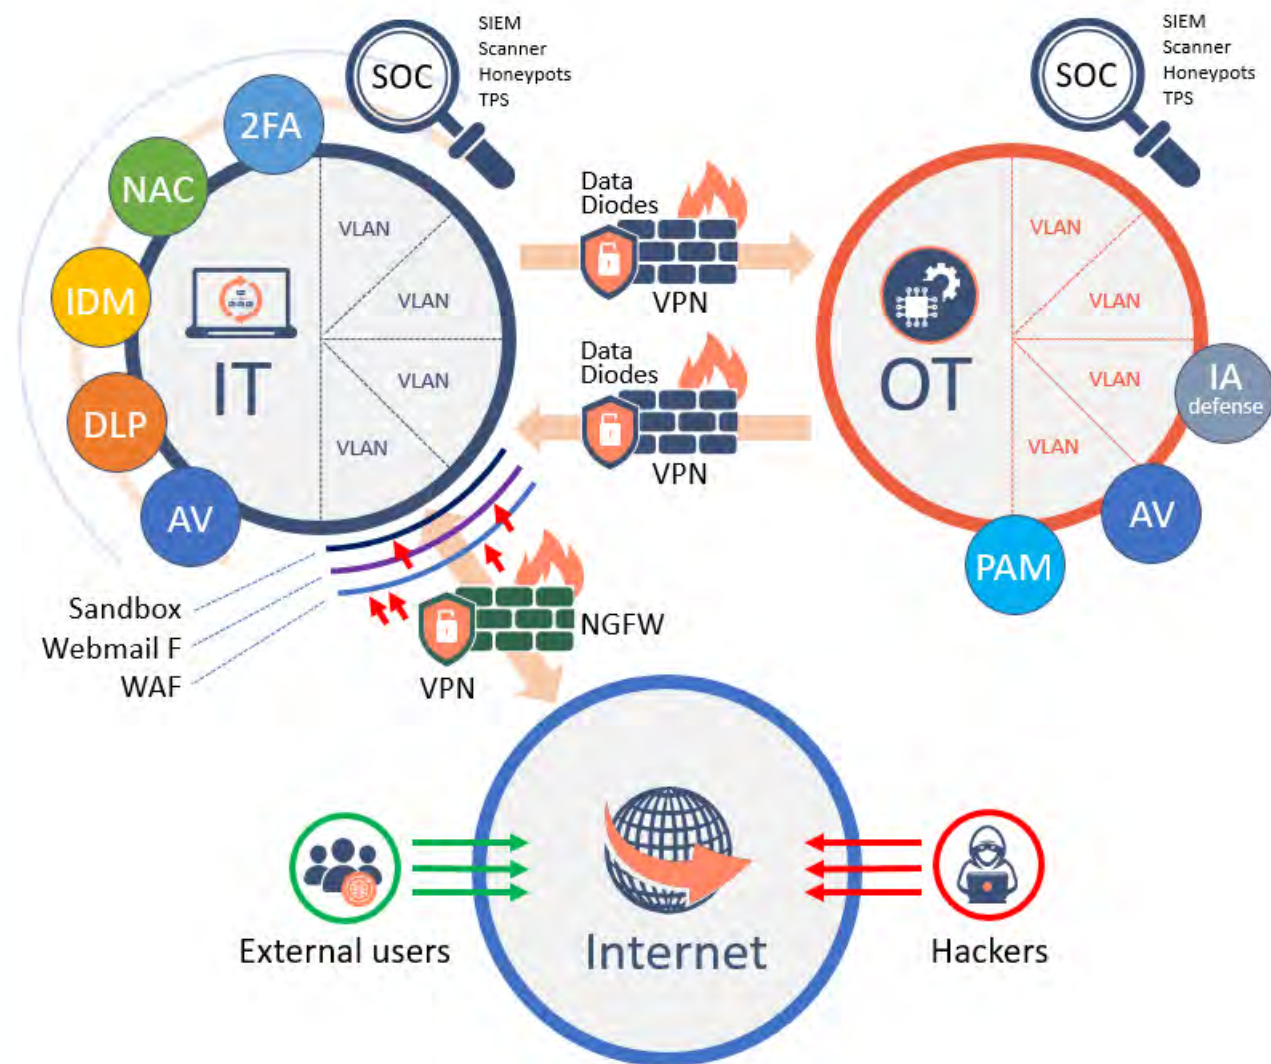 SIEM
Scanner
Honeypots
TPS
SOC
2FA
NAC
IDM
DLP
AV
IT
VLAN
VLAN
VLAN
VLAN
Data
Diodes
VPN
Data
Diodes
VPN
SIEM
Scanner
Honeypots
TPS
SOC
OT
VLAN
VLAN
VLAN
VLAN
IA
defense
AV
PAM
Sandbox
Webmail F
WAF
NGFW
VPN
External users
Internet
Hackers